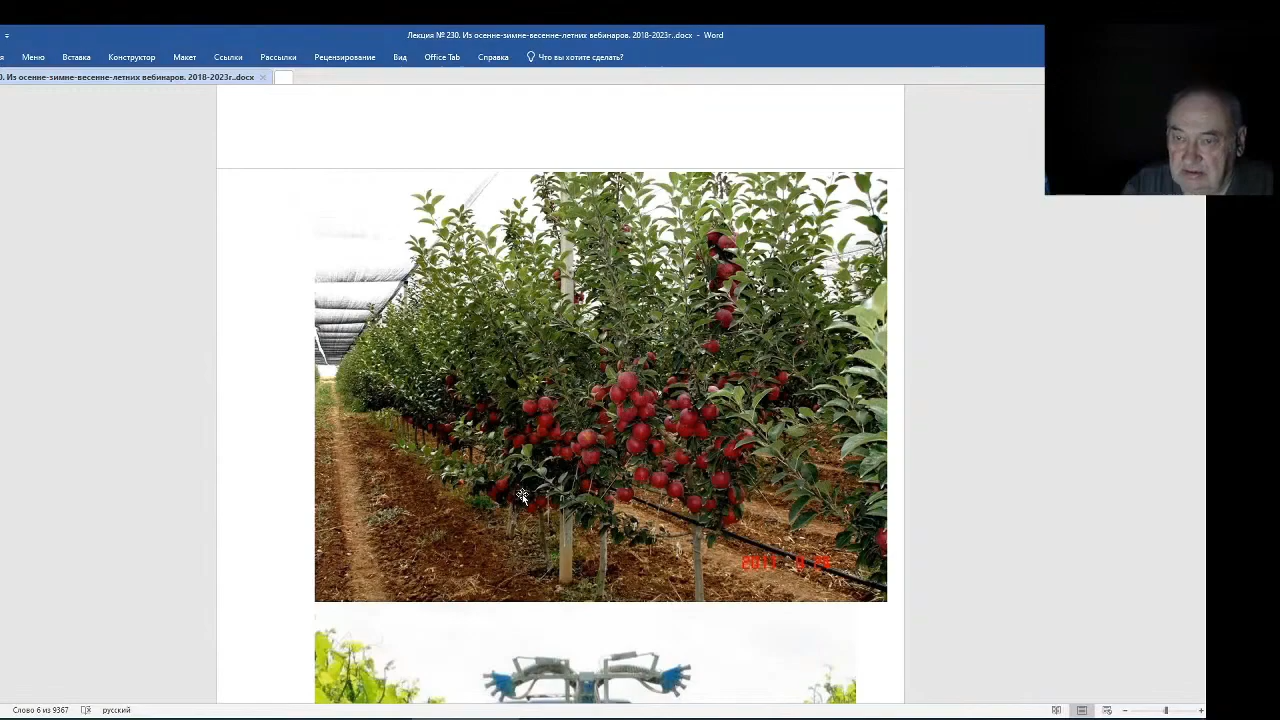 Лекция № 230. Из осенне-зимне-весенне-летних вебинаров. 2018-2023г..docx - Word
Меню Вставка Конструктор Макет Ссылки Рассылки Рецензирование Вид Office Tab Справка Что вы хотите сделать?
0. Из осенне-зимне-весенне-летних вебинаров. 2018-2023г..docx
Слово 6 из 9367 русский